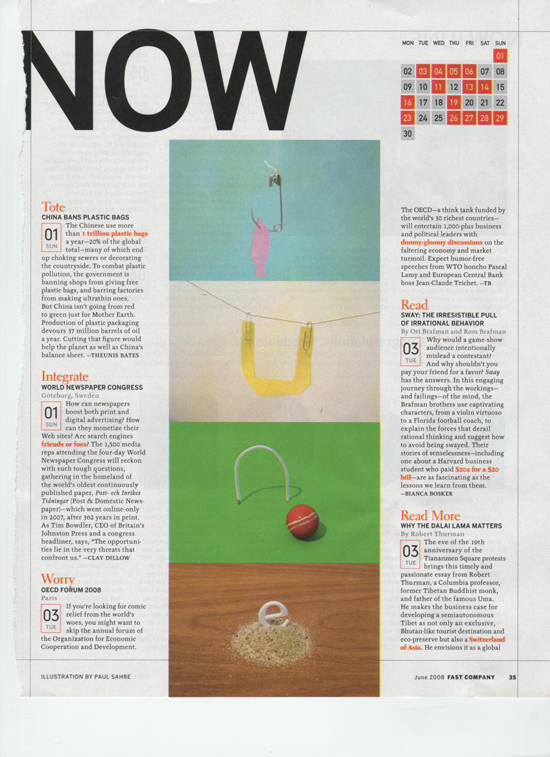 NOW
MON TUE WED THU FRI SAT SUN
01
02 03 04 05 06 07 08
09 10 11 12 13 14 15
16 17 18 19 20 21 22
23 24 25 26 27 28 29
30
Tote
CHINA BANS PLASTIC BAGS
01
SUN
The Chinese use more
than 1 trillion plastic bags
a year—20% of the global
total—many of which end
up choking sewers or decorating
the countryside. To combat plastic
pollution, the government is
banning shops from giving free
plastic bags, and barring factories
from making ultrathin ones.
But China isn't going from red
to green just for Mother Earth.
Production of plastic packaging
devours 37 million barrels of oil
a year. Cutting that figure would
help the planet as well as China's
balance sheet. —THEUNIS BATES
Integrate
WORLD NEWSPAPER CONGRESS
Göteborg, Sweden
01
SUN
How can newspapers
boost both print and
digital advertising? How
can they monetize their
Web sites? Are search engines
friends or foes? The 1,500 media
reps attending the four-day World
Newspaper Congress will reckon
with such tough questions,
gathering in the homeland
of the world's oldest continuously
published paper, Post- och Inrikes
Tidningar (Post & Domestic News-
paper)—which went online-only
in 2007, after 362 years in print.
As Tim Bowdler, CEO of Britain's
Johnston Press and a congress
headliner, says, "The opportuni-
ties lie in the very threats that
confront us." —CLAY DILLOW
Worry
OECD FORUM 2008
Paris
03
TUE
If you're looking for comic
relief from the world's
woes, you might want to
skip the annual forum of
the Organization for Economic
Cooperation and Development.
The OECD—a think tank funded by
the world's 30 richest countries—
will entertain 1,000-plus business
and political leaders with
doomy-gloomy discussions on the
faltering economy and market
turmoil. Expect humor-free
speeches from WTO honcho Pascal
Lamy and European Central Bank
boss Jean-Claude Trichet. —TB
Read
SWAY: THE IRRESISTIBLE PULL
OF IRRATIONAL BEHAVIOR
By Ori Brafman and Rom Brafman
03
TUE
Why would a game-show
audience intentionally
mislead a contestant?
And why shouldn't you
pay your friend for a favor? Sway
has the answers. In this engaging
journey through the workings—
and failings—of the mind, the
Brafman brothers use captivating
characters, from a violin virtuoso
to a Florida football coach, to
explain the forces that derail
rational thinking and suggest how
to avoid being swayed. Their
stories of senselessness—including
one about a Harvard business
student who paid $204 for a $20
bill—are as fascinating as the
lessons we learn from them.
—BIANCA BOSKER
Read More
WHY THE DALAI LAMA MATTERS
By Robert Thurman
03
TUE
The eve of the 19th
anniversary of the
Tiananmen Square protests
brings this timely and
passionate essay from Robert
Thurman, a Columbia professor,
former Tibetan Buddhist monk,
and father of the famous Uma.
He makes the business case for
developing a semiautonomous
Tibet as not only an exclusive,
Bhutan-like tourist destination and
eco-preserve but also a Switzerland
of Asia. He envisions it as a global
e
ILLUSTRATION BY PAUL SAHRE
June 2008 FAST COMPANY 35